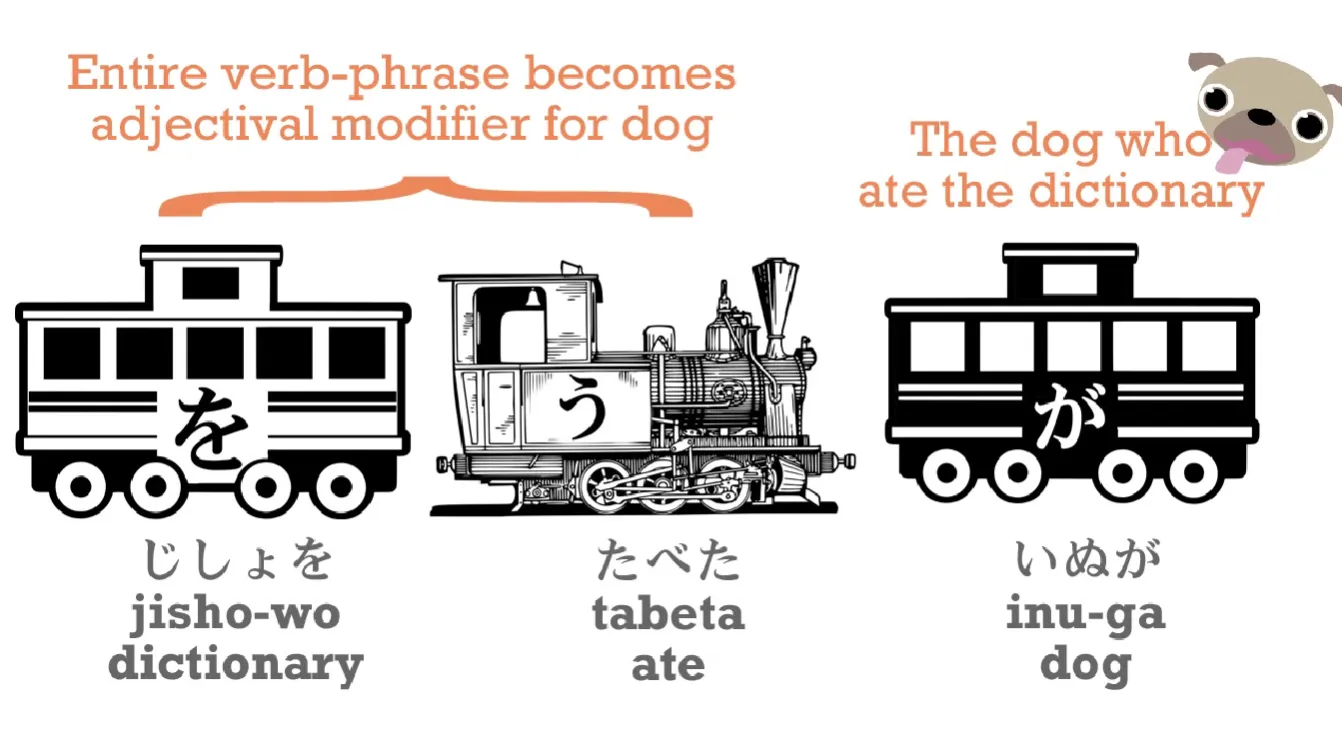 Entire verb-phrase becomes
adjectival modifier for dog
The dog who
ate the dictionary
を
う
が
じしょを
jisho-wo
dictionary
たべた
tabeta
ate
いぬが
inu-ga
dog